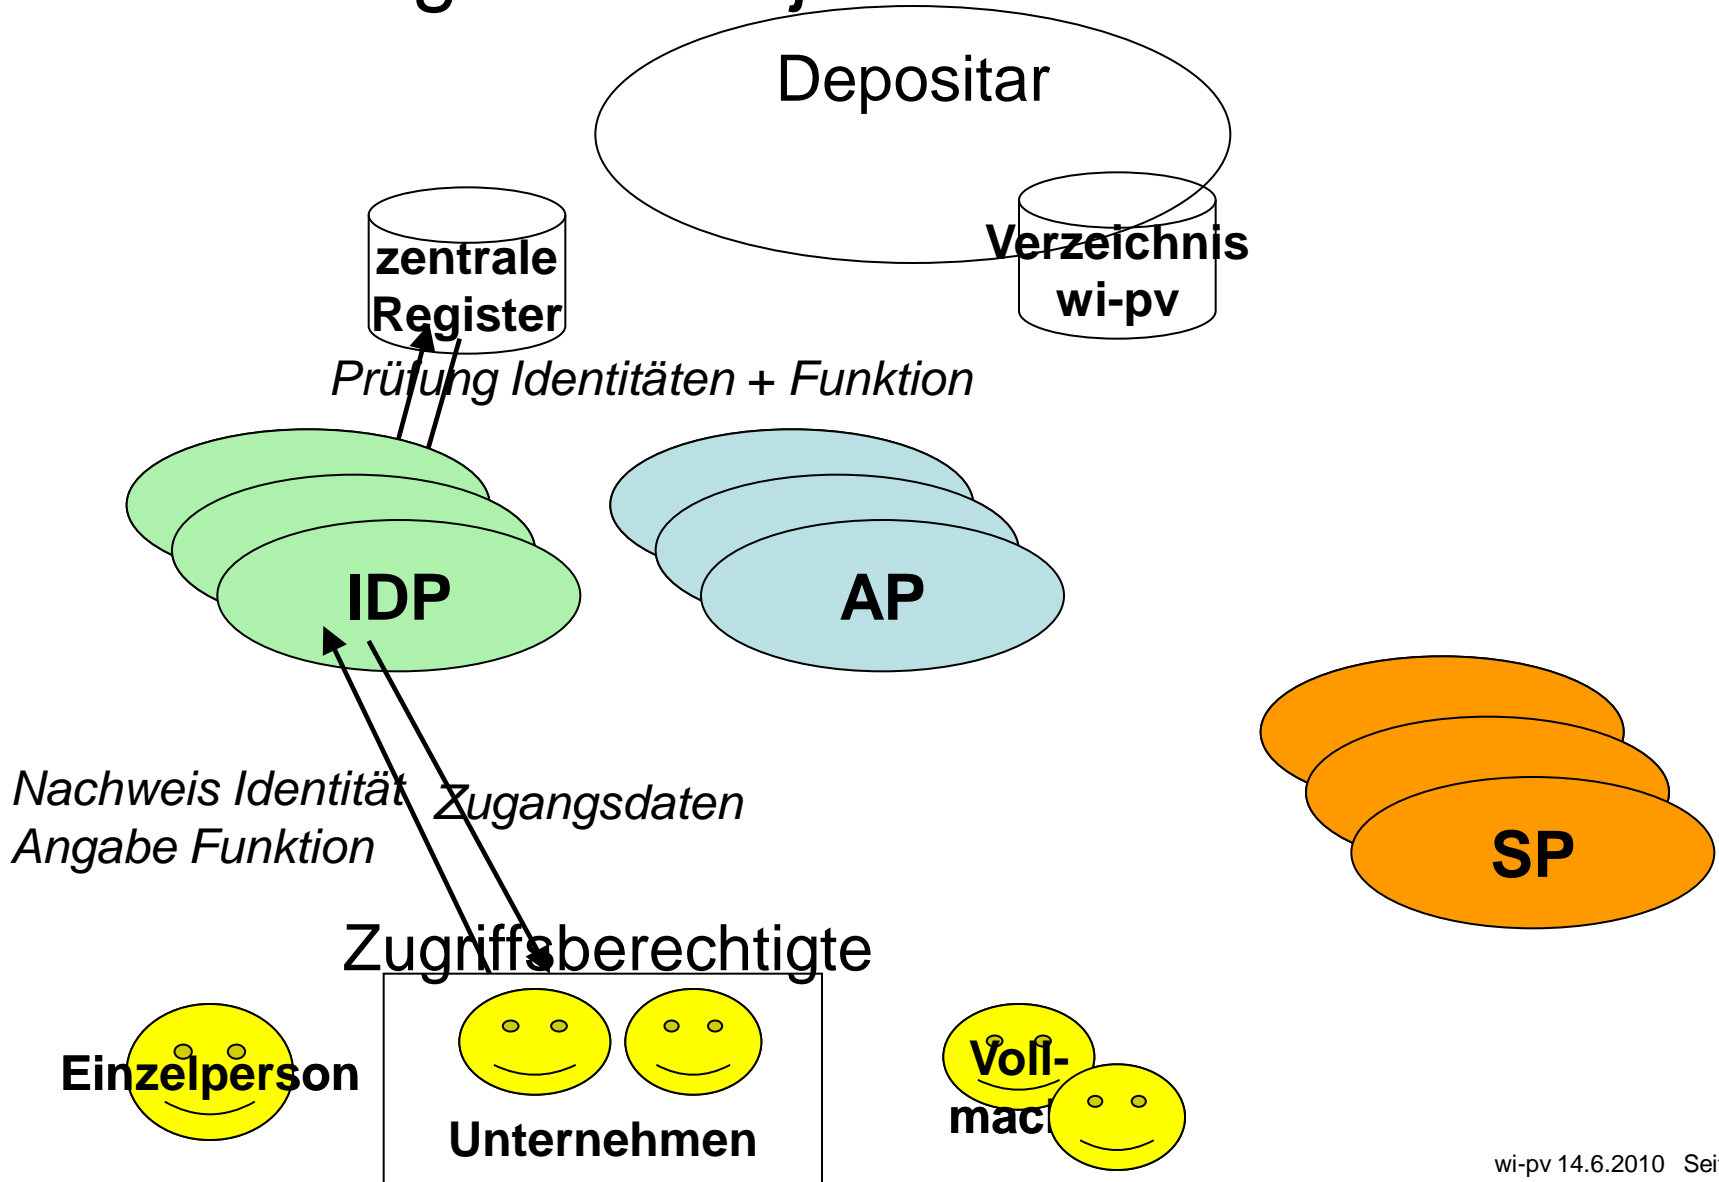 Depositar
zentrale
Register
Verzeichnis
wi-pv
Prüfung Identitäten + Funktion
IDP
AP
SP
Nachweis Identität
Angabe Funktion
Zugangsdaten
Zugriffsberechtigte
Einzelperson
Unternehmen
Voll-
wi-pv 14.6.2010